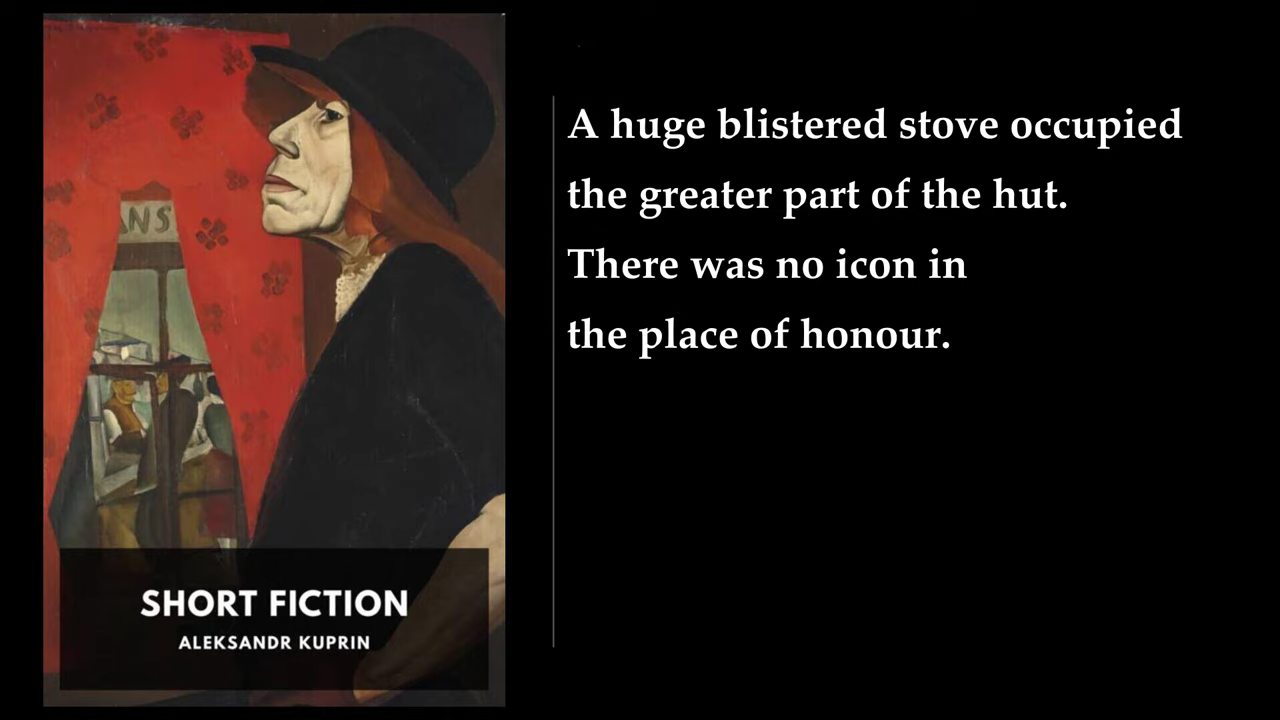 ANS
SHORT FICTION
ALEKSANDR KUPRIN
A huge blistered stove occupied
the greater part of the hut.
There was no icon in
the place of honour.